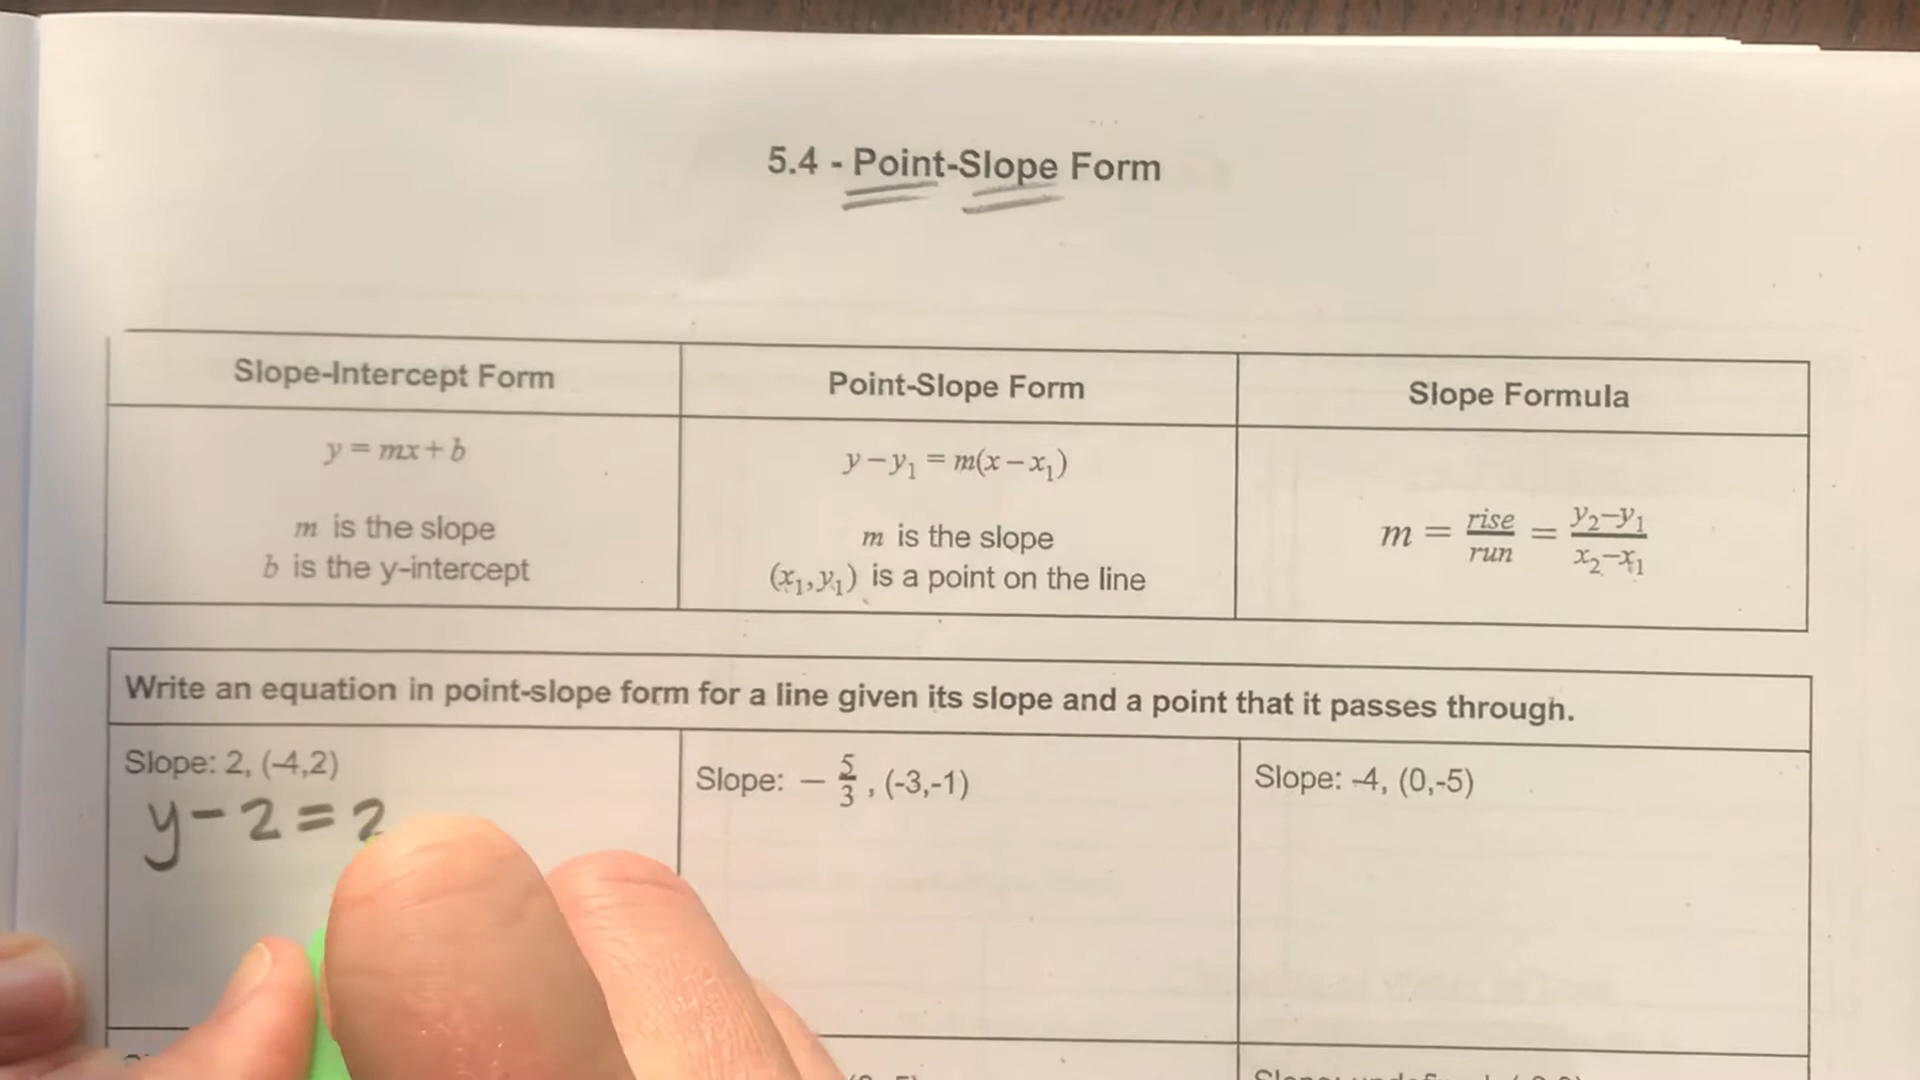 5.4 - Point-Slope Form
Slope-Intercept Form
y = mx + b
m is the slope
b is the y-intercept
Point-Slope Form
y − y₁ = m(x − x₁)
m is the slope
(x₁, y₁) is a point on the line
Slope Formula
m = rise/run = y₂−y₁/x₂−x₁
Write an equation in point-slope form for a line given its slope and a point that it passes through.
Slope: 2, (-4,2)
y - 2 = 2
Slope: − 5/3 , (-3,-1)
Slope: -4, (0,-5)